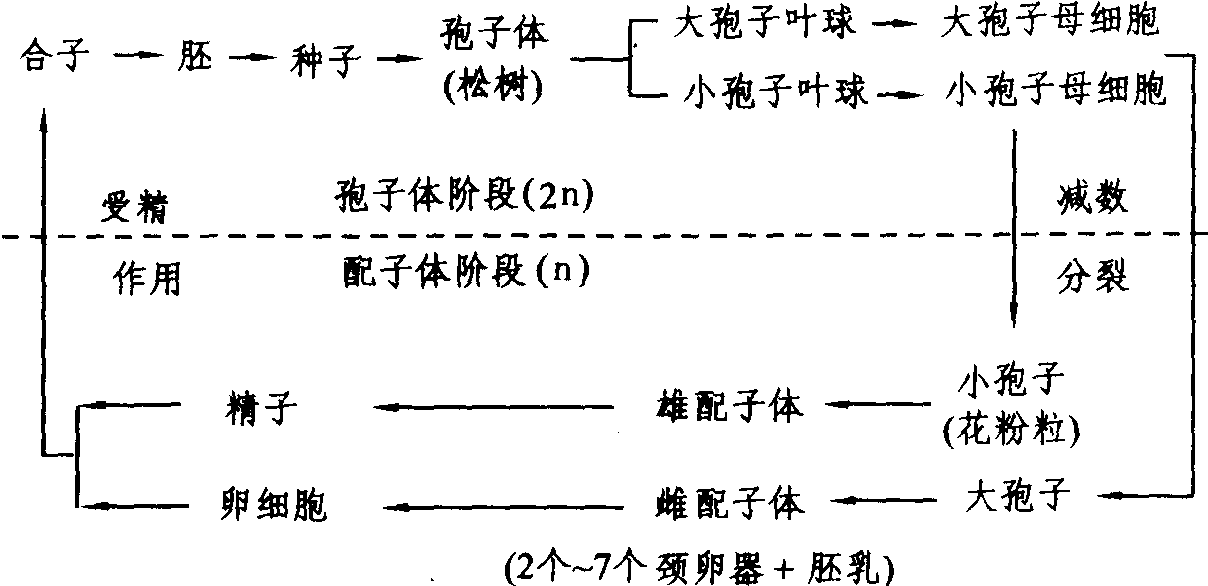 合子 → 胚 → 种子 → 孢子体
(松树)
大孢子叶球 → 大孢子母细胞
小孢子叶球 → 小孢子母细胞
受精
孢子体阶段(2n)
减数
作用
配子体阶段(n)
分裂
精子
雄配子体
小孢子
(花粉粒)
卵细胞
雌配子体
大孢子
(2个~7个颈卵器+胚乳)